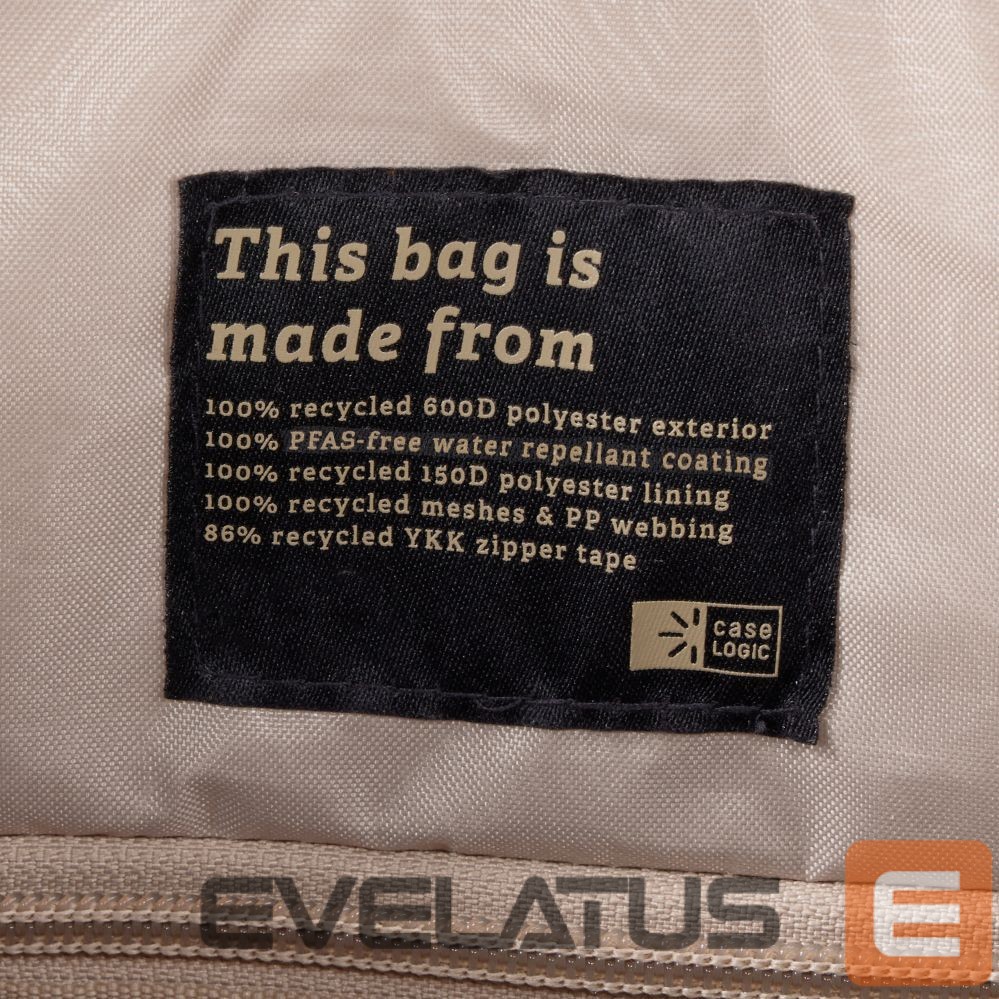 This bag is
made from
100% recycled 600D polyester exterior
100% PFAS-free water repellant coating
100% recycled 150D polyester lining
100% recycled meshes & PP webbing
86% recycled YKK zipper tape
case
LOGIC
EVELATUS E